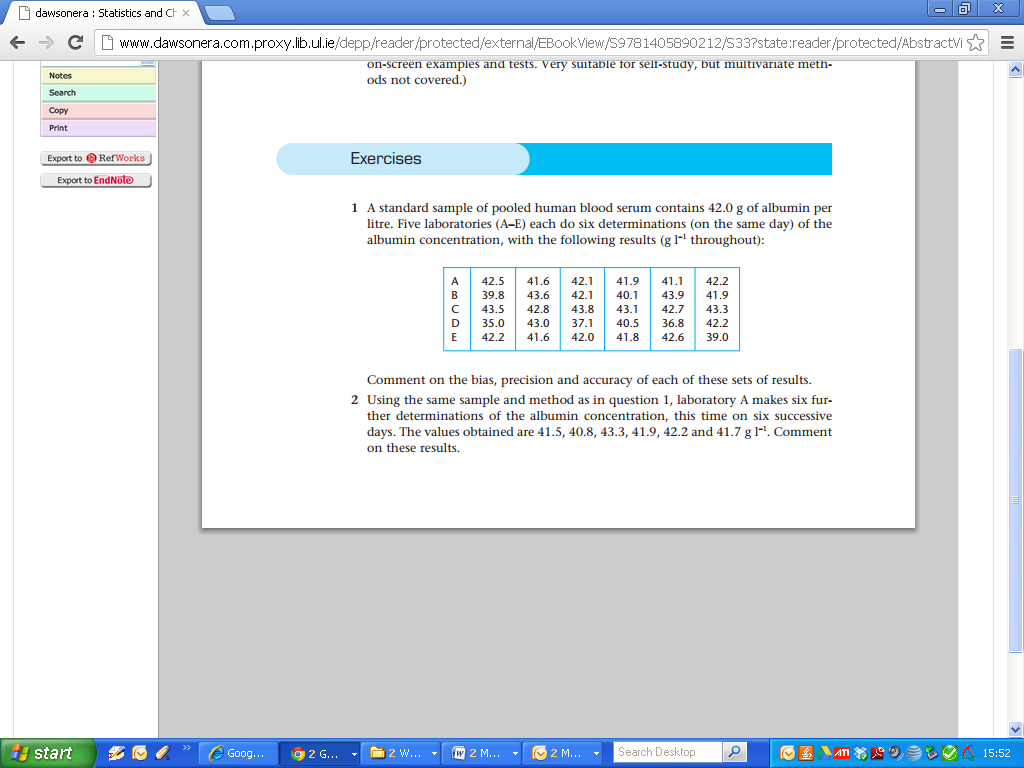 dawsonera : Statistics and Ch
www.dawsonera.com.proxy.lib.ul.ie/depp/reader/protected/external/EBookView/S9781405890212/S33?state:reader/protected/AbstractVi
Notes
Search
Copy
Print
Export to RefWorks
Export to EndNote
on-screen examples and tests. Very suitable for self-study, but multivariate meth-
ods not covered.)
Exercises
1 A standard sample of pooled human blood serum contains 42.0 g of albumin per
litre. Five laboratories (A–E) each do six determinations (on the same day) of the
albumin concentration, with the following results (g l⁻¹ throughout):
A 42.5 41.6 42.1 41.9 41.1 42.2
B 39.8 43.6 42.1 40.1 43.9 41.9
C 43.5 42.8 43.8 43.1 42.7 43.3
D 35.0 43.0 37.1 40.5 36.8 42.2
E 42.2 41.6 42.0 41.8 42.6 39.0
Comment on the bias, precision and accuracy of each of these sets of results.
2 Using the same sample and method as in question 1, laboratory A makes six fur-
ther determinations of the albumin concentration, this time on six successive
days. The values obtained are 41.5, 40.8, 43.3, 41.9, 42.2 and 41.7 g l⁻¹. Comment
on these results.
start
Goog...
2 G...
2 W...
2 M...
2 M...
Search Desktop
ATI
15:52